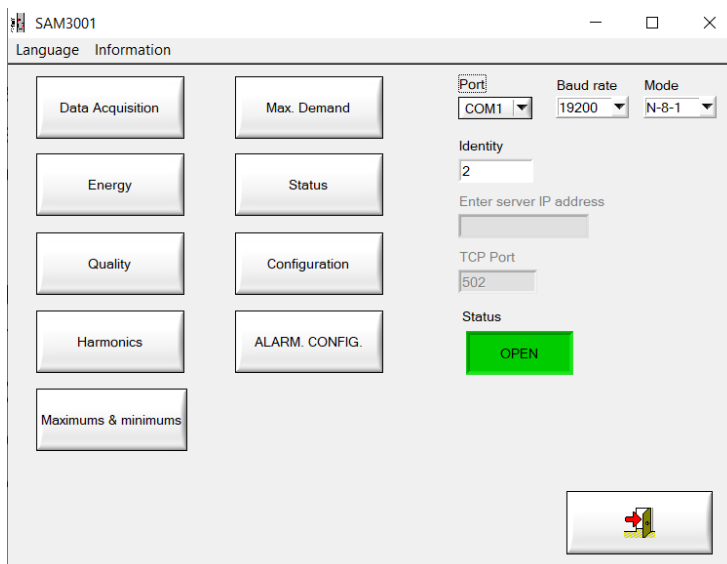 SAM3001
Language Information
Data Acquisition
Max. Demand
Energy
Status
Quality
Configuration
Harmonics
ALARM. CONFIG.
Maximums & minimums
Port
Baud rate
Mode
COM1
19200
N-8-1
Identity
2
Enter server IP address
TCP Port
502
Status
OPEN